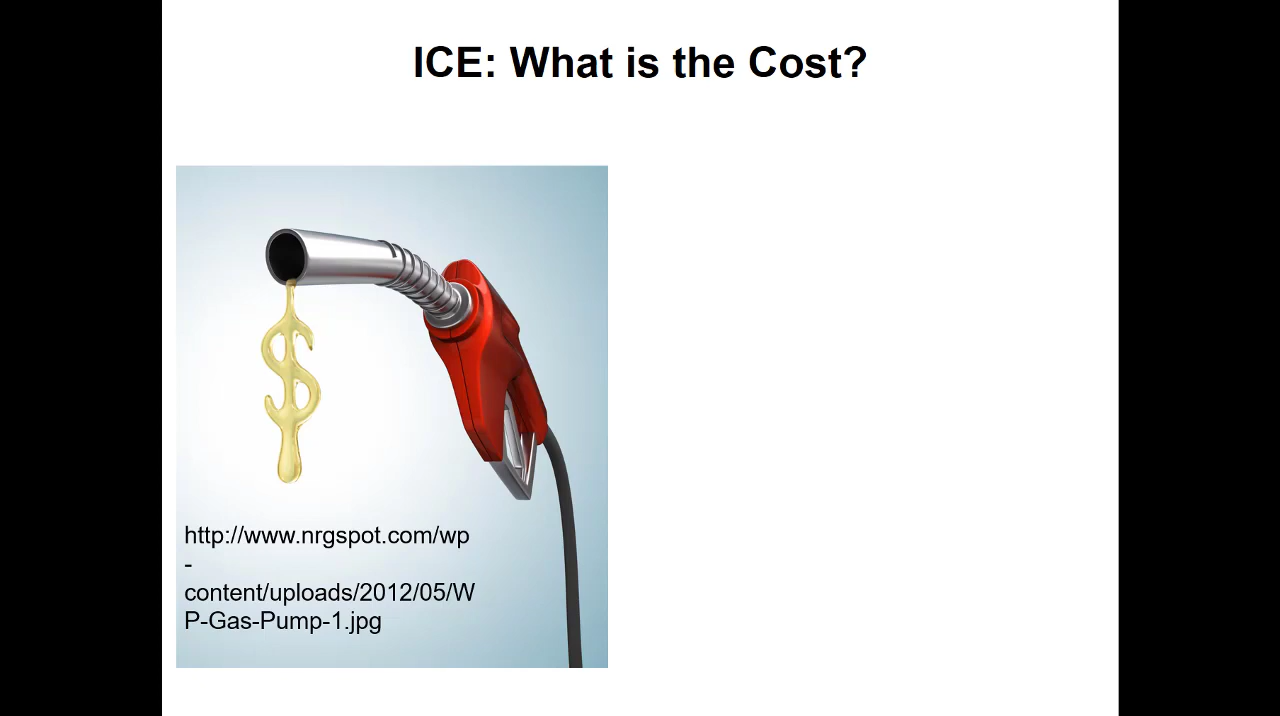 ICE: What is the Cost?
http://www.nrgspot.com/wp
-
content/uploads/2012/05/W
P-Gas-Pump-1.jpg